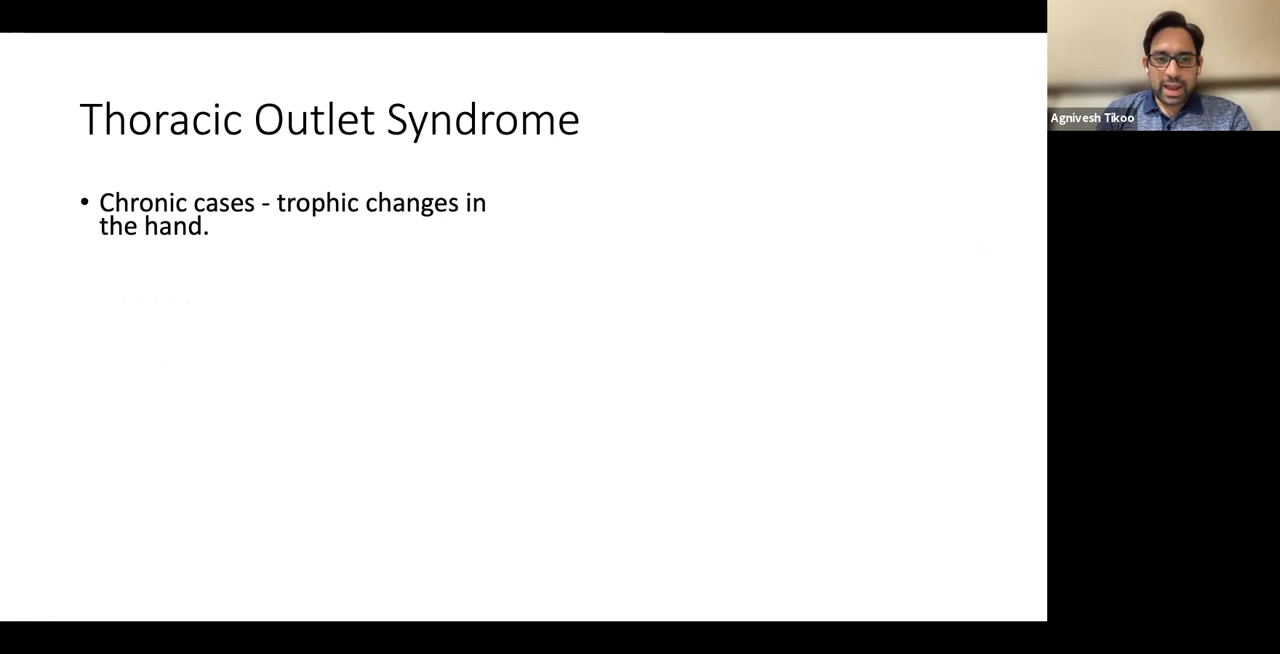 Thoracic Outlet Syndrome
• Chronic cases - trophic changes in
the hand.
Agnivesh Tikoo